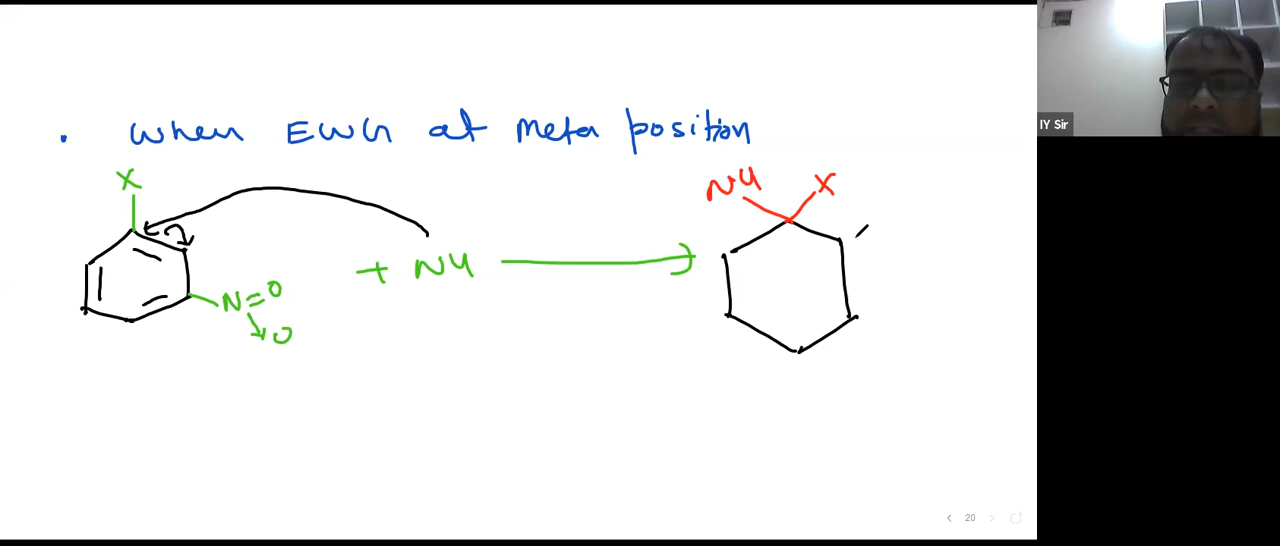 . When EWG at meta position
X
N=O
O
+ Nu
Nu X
IY Sir
20